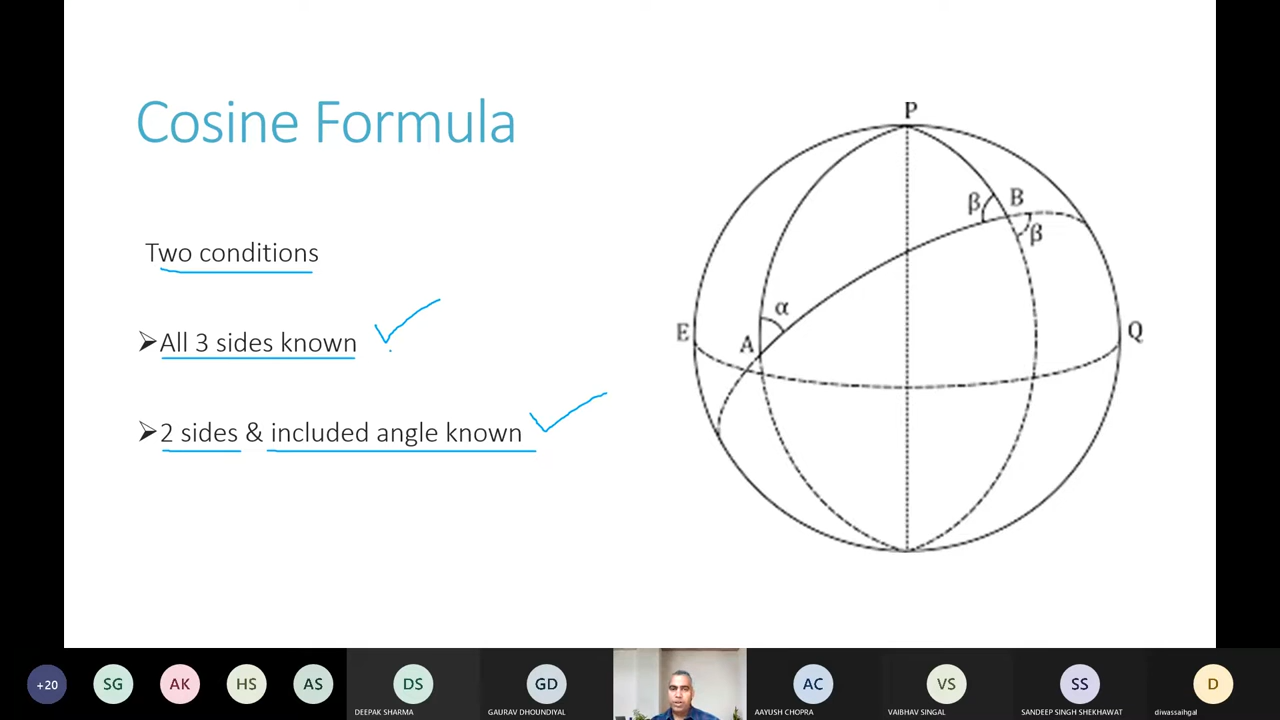 Cosine Formula
Two conditions
➢All 3 sides known
➢2 sides & included angle known
P
β
B
β
α
E
A
Q
+20
SG
AK
HS
AS
DS
GD
AC
VS
SS
D
DEEPAK SHARMA
GAURAV DHOUNDIYAL
AAYUSH CHOPRA
VAIBHAV SINGAL
SANDEEP SINGH SHEKHAWAT
diwassaihgal